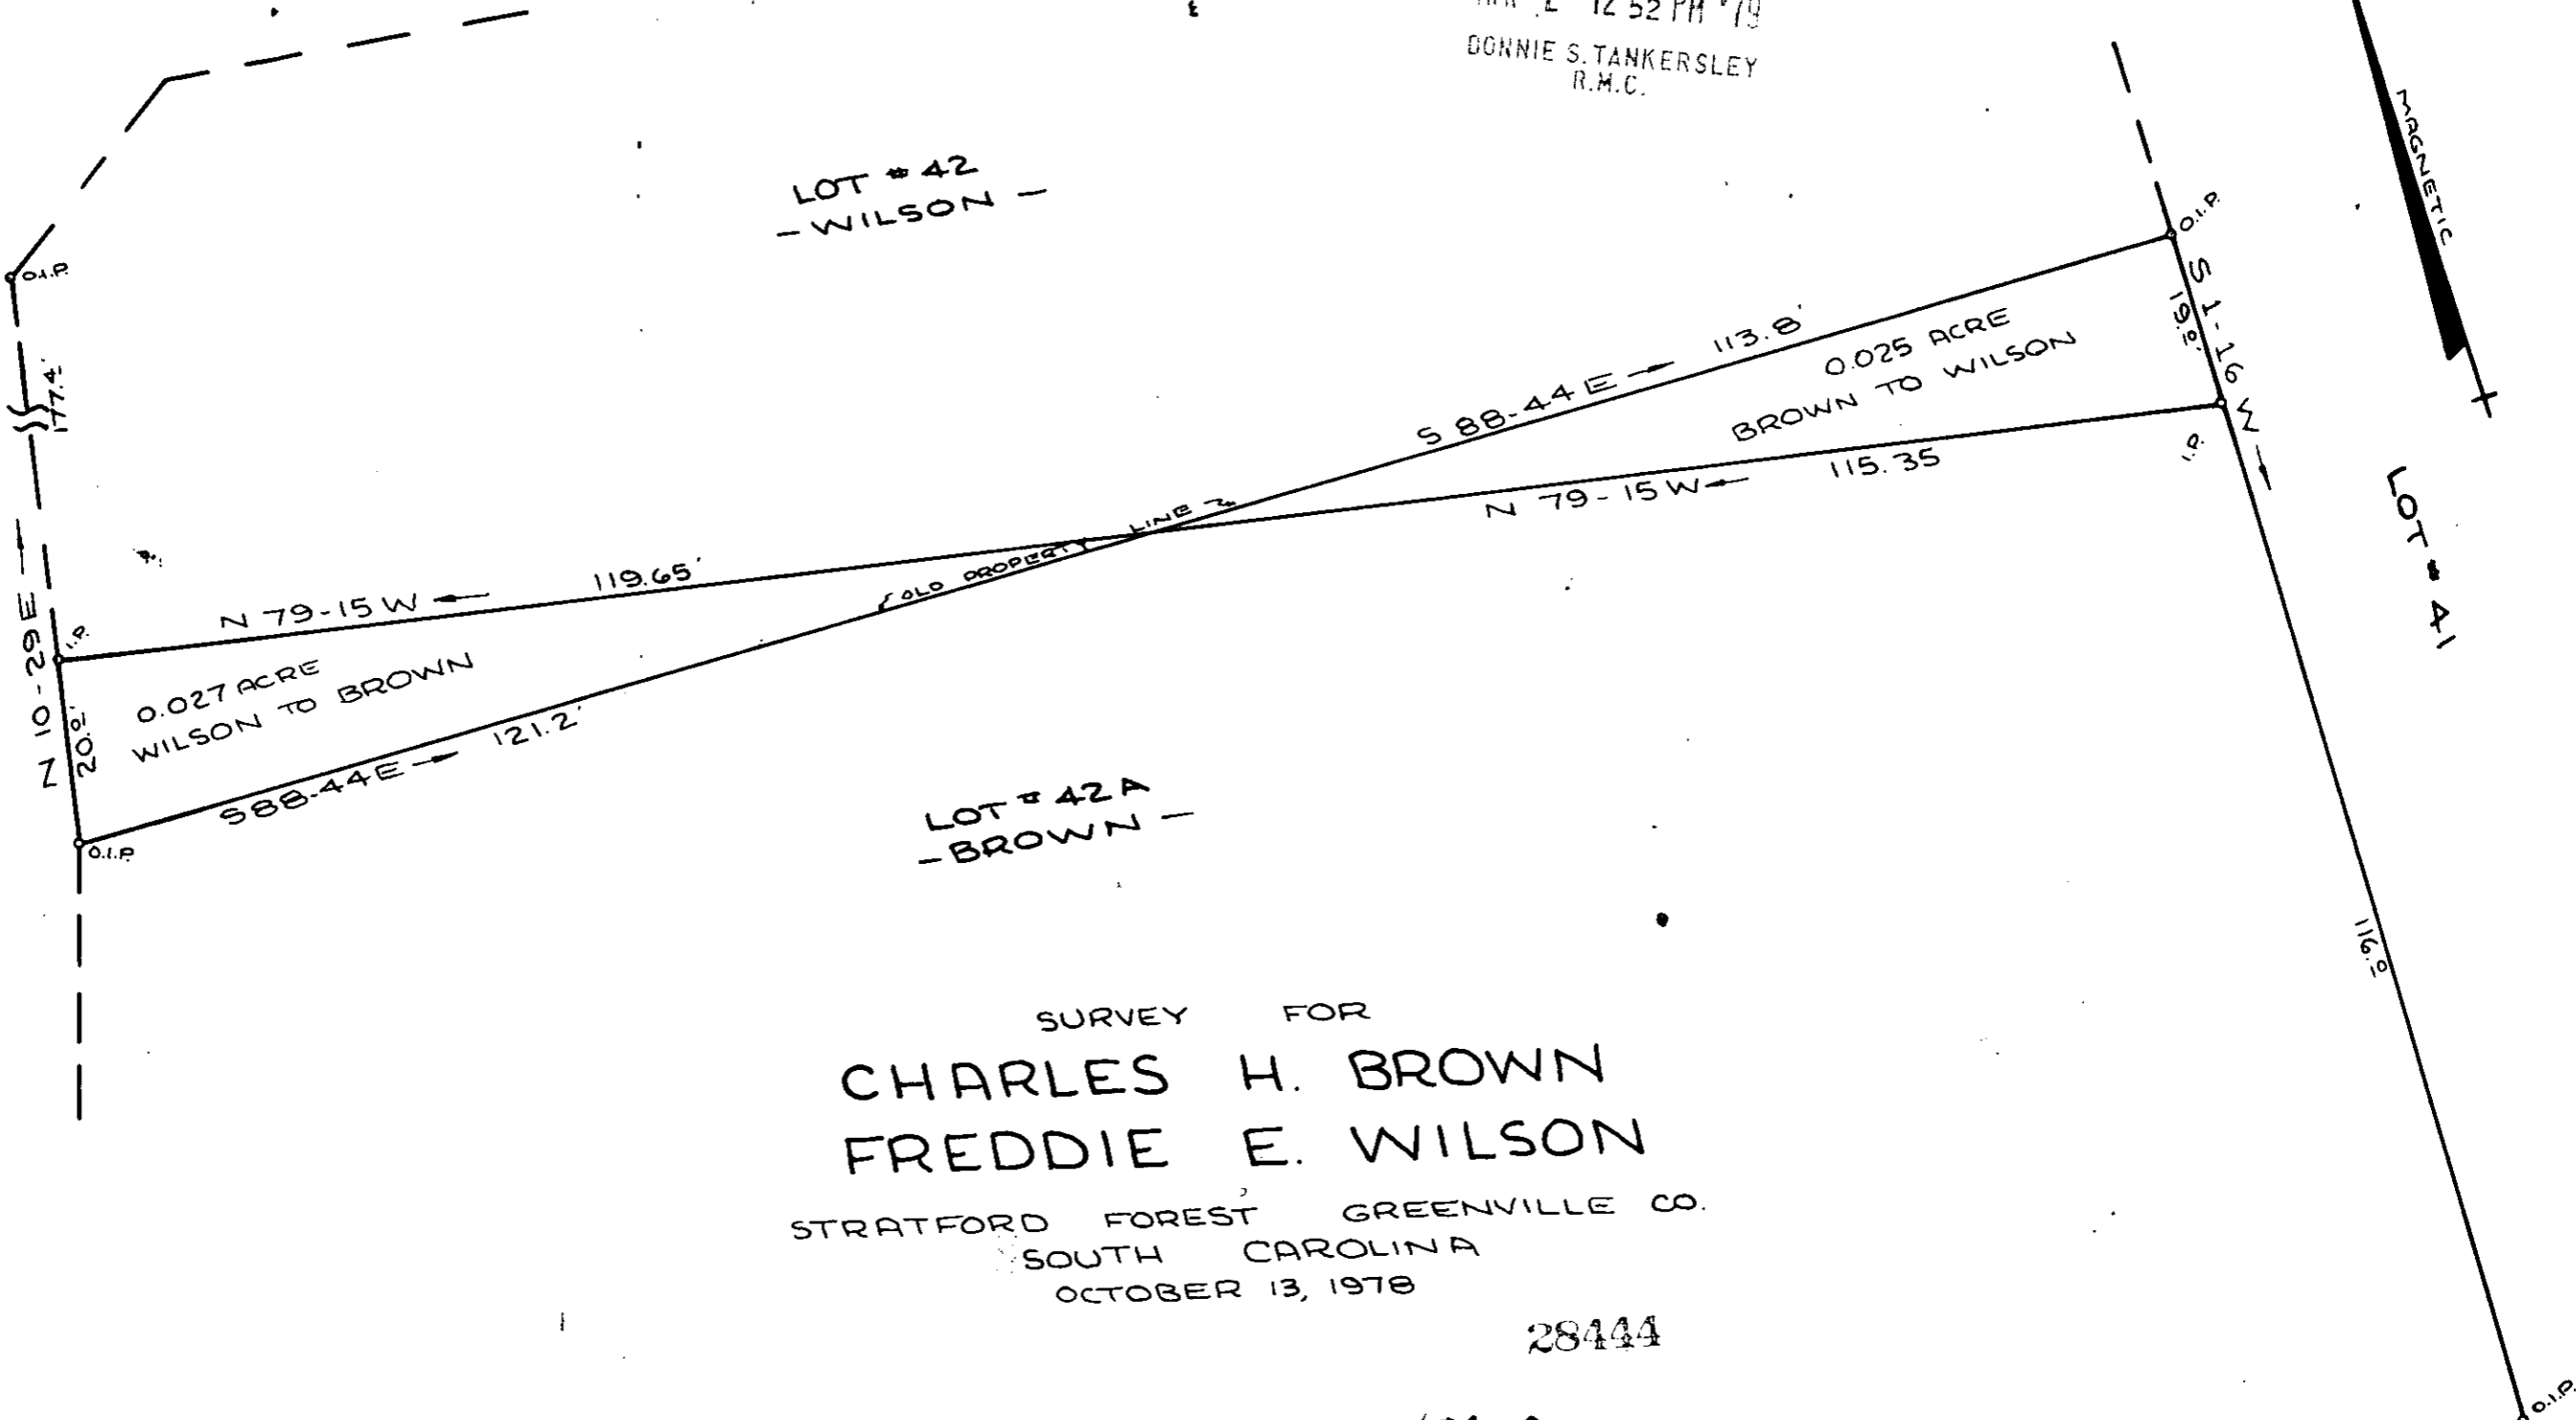 12 52 PM '79
DONNIE S. TANKERSLEY
R.M.C.
MAGNETIC
LOT # 42
- WILSON -
O.I.P.
O.I.P.
177.4'
S 1-16 W
19.0'
S 88-44 E 113.8'
0.025 ACRE
BROWN TO WILSON
I.P.
N 79-15 W 115.35
LOT # 41
OLD PROPERTY LINE
N 79-15 W 119.65'
I.P.
N 10-29 E
20.0'
0.027 ACRE
WILSON TO BROWN
S 88-44 E 121.2'
O.I.P.
LOT # 42A
- BROWN -
116.0
SURVEY FOR
CHARLES H. BROWN
FREDDIE E. WILSON
STRATFORD FOREST GREENVILLE CO.
SOUTH CAROLINA
OCTOBER 13, 1978
28444
O.I.P.